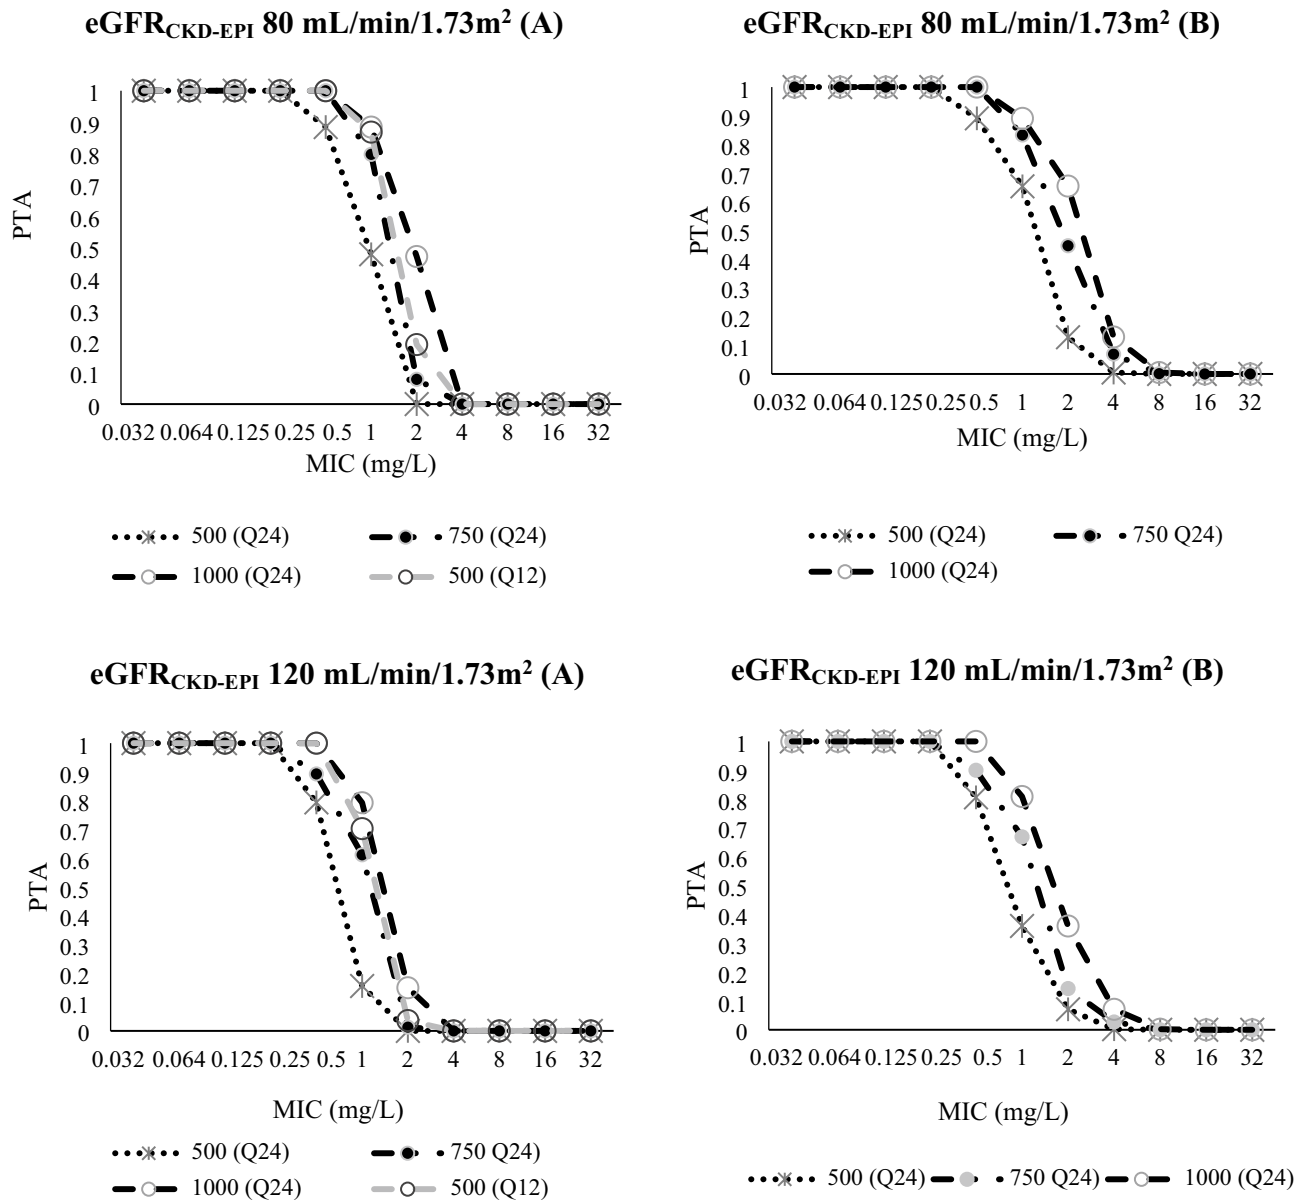 eGFRCKD-EPI 80 mL/min/1.73m² (A)
1
0.9
0.8
0.7
0.6
0.5
0.4
0.3
0.2
0.1
0
PTA
0.032 0.064 0.125 0.25 0.5 1 2 4 8 16 32
MIC (mg/L)
500 (Q24) 750 (Q24)
1000 (Q24) 500 (Q12)
eGFRCKD-EPI 80 mL/min/1.73m² (B)
1
0.9
0.8
0.7
0.6
0.5
0.4
0.3
0.2
0.1
0
PTA
0.032 0.064 0.125 0.25 0.5 1 2 4 8 16 32
MIC (mg/L)
500 (Q24) 750 Q24)
1000 (Q24)
eGFRCKD-EPI 120 mL/min/1.73m² (A)
1
0.9
0.8
0.7
0.6
0.5
0.4
0.3
0.2
0.1
0
PTA
0.032 0.064 0.125 0.25 0.5 1 2 4 8 16 32
MIC (mg/L)
500 (Q24) 750 (Q24)
1000 (Q24) 500 (Q12)
eGFRCKD-EPI 120 mL/min/1.73m² (B)
1
0.9
0.8
0.7
0.6
0.5
0.4
0.3
0.2
0.1
0
PTA
0.032 0.064 0.125 0.25 0.5 1 2 4 8 16 32
MIC (mg/L)
500 (Q24) 750 Q24) 1000 (Q24)